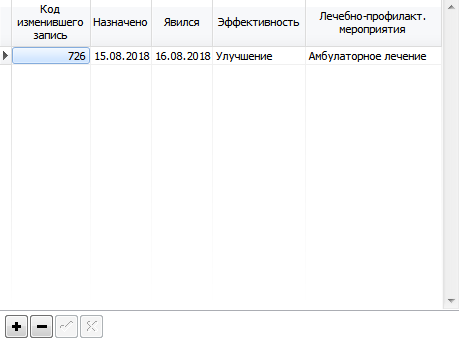 Код изменившего запись
Назначено
Явился
Эффективность
Лечебно-профилакт. мероприятия
726
15.08.2018
16.08.2018
Улучшение
Амбулаторное лечение